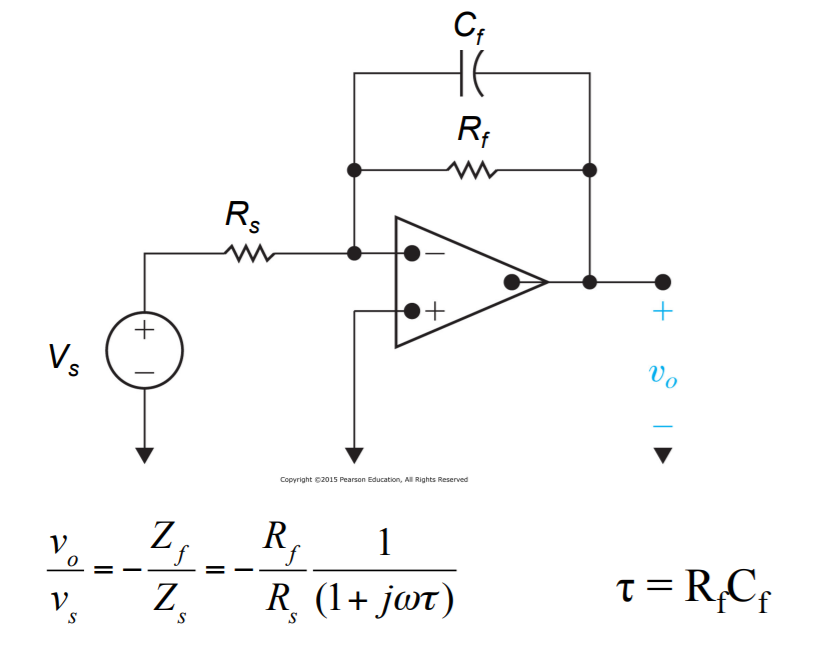 C_f
R_f
R_s
−
+
+
V_s
−
+
v_o
−
Copyright ©2015 Pearson Education, All Rights Reserved
v_o/v_s = − Z_f/Z_s = − R_f/R_s 1/(1 + jωτ)
τ = R_fC_f